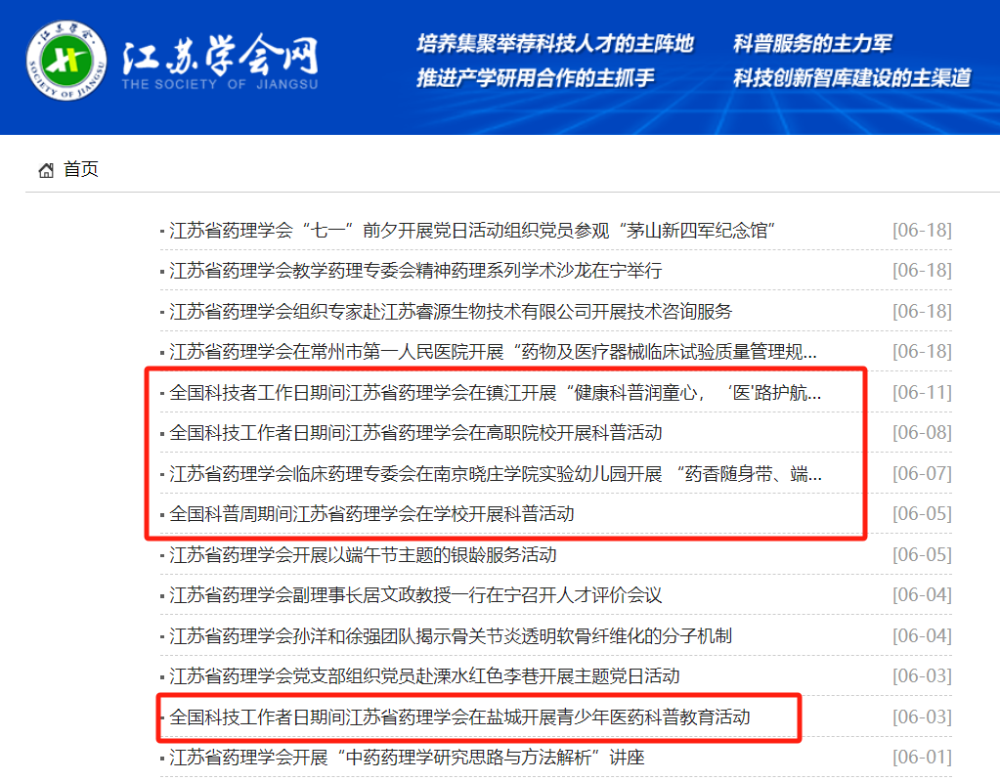 江苏学会
SOCIETY OF JIANGSU
江苏学会网
THE SOCIETY OF JIANGSU
培养集聚举荐科技人才的主阵地 科普服务的主力军
推进产学研用合作的主抓手 科技创新智库建设的主渠道
首页
江苏省药理学会“七一”前夕开展党日活动组织党员参观“茅山新四军纪念馆” [06-18]
江苏省药理学会教学药理专委会精神药理系列学术沙龙在宁举行 [06-18]
江苏省药理学会组织专家赴江苏睿源生物技术有限公司开展技术咨询服务 [06-18]
江苏省药理学会在常州市第一人民医院开展“药物及医疗器械临床试验质量管理规... [06-18]
全国科技者工作日期间江苏省药理学会在镇江开展“健康科普润童心，‘医'路护航... [06-11]
全国科技工作者日期间江苏省药理学会在高职院校开展科普活动 [06-08]
江苏省药理学会临床药理专委会在南京晓庄学院实验幼儿园开展 “药香随身带、端... [06-07]
全国科普周期间江苏省药理学会在学校开展科普活动 [06-05]
江苏省药理学会开展以端午节主题的银龄服务活动 [06-05]
江苏省药理学会副理事长居文政教授一行在宁召开人才评价会议 [06-04]
江苏省药理学会孙洋和徐强团队揭示骨关节炎透明软骨纤维化的分子机制 [06-04]
江苏省药理学会党支部组织党员赴溧水红色李巷开展主题党日活动 [06-03]
全国科技工作者日期间江苏省药理学会在盐城开展青少年医药科普教育活动 [06-03]
江苏省药理学会开展“中药药理学研究思路与方法解析”讲座 [06-01]